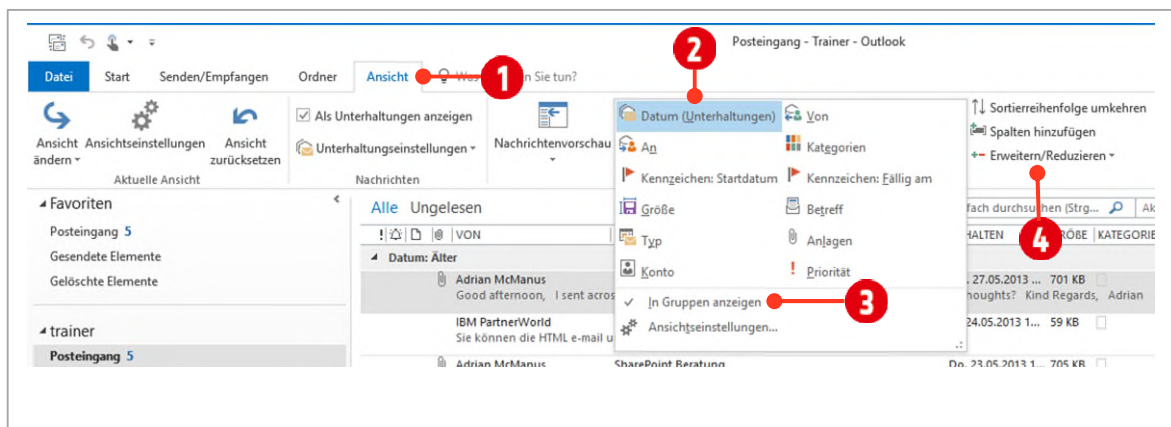 Posteingang - Trainer - Outlook
2
Datei Start Senden/Empfangen Ordner Ansicht 1 Sie tun?
Ansicht ändern
Ansichtseinstellungen
Ansicht zurücksetzen
Aktuelle Ansicht
Als Unterhaltungen anzeigen
Unterhaltungseinstellungen
Nachrichten
Nachrichtenvorschau
Datum (Unterhaltungen) Von
An Kategorien
Kennzeichen: Startdatum Kennzeichen: Fällig am
Größe Betreff
Typ Anlagen
Konto Priorität
In Gruppen anzeigen 3
Ansichtseinstellungen...
Sortierreihenfolge umkehren
Spalten hinzufügen
Erweitern/Reduzieren
4
Favoriten
Posteingang 5
Gesendete Elemente
Gelöschte Elemente
trainer
Posteingang 5
Alle Ungelesen
fach durchsuchen (Strg... Ak
VON HALTEN RÖßE KATEGORIE
Datum: Älter
Adrian McManus . 27.05.2013 ... 701 KB
Good afternoon, I sent acros houghts? Kind Regards, Adrian
IBM PartnerWorld 24.05.2013 1... 59 KB
Sie können die HTML e-mail u
Adrian McManus SharePoint Beratung Do. 23.05.2013 1... 705 KB